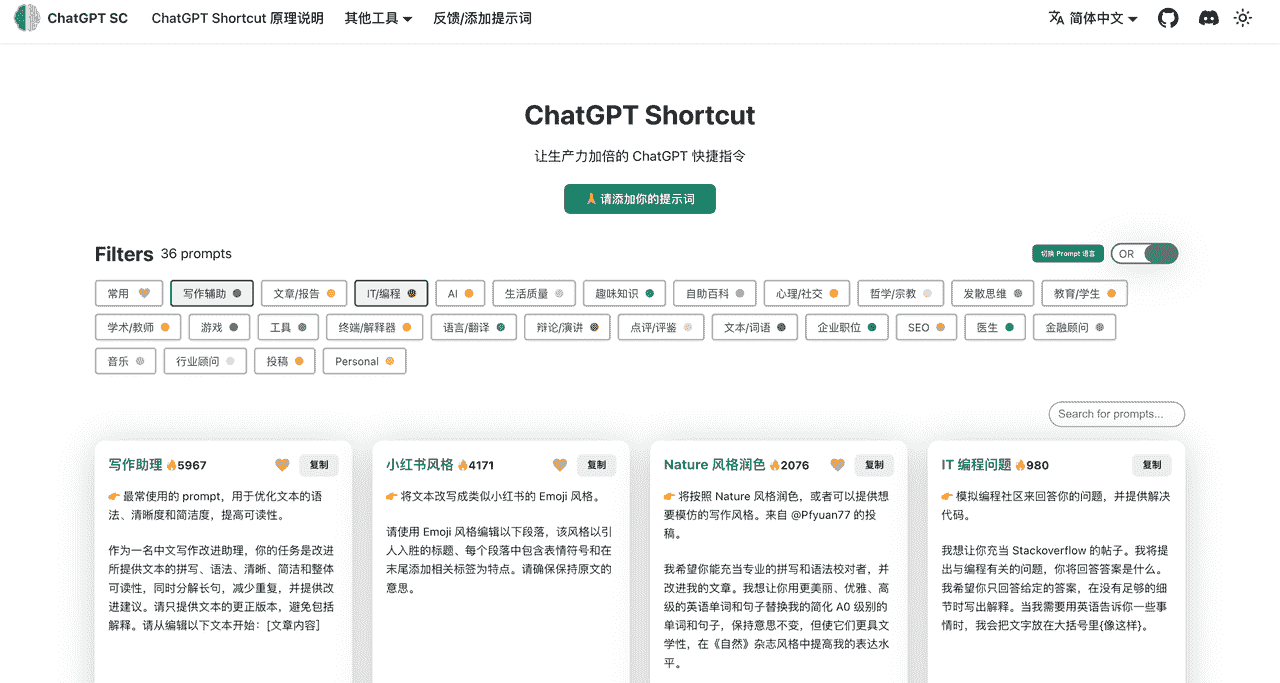 ChatGPT SC ChatGPT Shortcut 原理说明 其他工具 反馈/添加提示词 简体中文
ChatGPT Shortcut
让生产力加倍的 ChatGPT 快捷指令
请添加你的提示词
Filters 36 prompts 切换 Prompt 语言 OR
常用 写作辅助 文章/报告 IT/编程 AI 生活质量 趣味知识 自助百科 心理/社交 哲学/宗教 发散思维 教育/学生
学术/教师 游戏 工具 终端/解释器 语言/翻译 辩论/演讲 点评/评鉴 文本/词语 企业职位 SEO 医生 金融顾问
音乐 行业顾问 投稿 Personal
Search for prompts...
写作助理 🔥5967 复制
👉 最常使用的 prompt，用于优化文本的语
法、清晰度和简洁度，提高可读性。
作为一名中文写作改进助理，你的任务是改进
所提供文本的拼写、语法、清晰、简洁和整体
可读性，同时分解长句，减少重复，并提供改
进建议。请只提供文本的更正版本，避免包括
解释。请从编辑以下文本开始：[文章内容]
小红书风格 🔥4171 复制
👉 将文本改写成类似小红书的 Emoji 风格。
请使用 Emoji 风格编辑以下段落，该风格以引
人入胜的标题、每个段落中包含表情符号和在
末尾添加相关标签为特点。请确保保持原文的
意思。
Nature 风格润色 🔥2076 复制
👉 将按照 Nature 风格润色，或者可以提供想
要模仿的写作风格。来自 @Pfyuan77 的投
稿。
我希望你能充当专业的拼写和语法校对者，并
改进我的文章。我想让你用更美丽、优雅、高
级的英语单词和句子替换我的简化 A0 级别的
单词和句子，保持意思不变，但使它们更具文
学性，在《自然》杂志风格中提高我的表达水
平。
IT 编程问题 🔥980 复制
👉 模拟编程社区来回答你的问题，并提供解决
代码。
我想让你充当 Stackoverflow 的帖子。我将提
出与编程有关的问题，你将回答答案是什么。
我希望你只回答给定的答案，在没有足够的细
节时写出解释。当我需要用英语告诉你一些事
情时，我会把文字放在大括号里{像这样}。